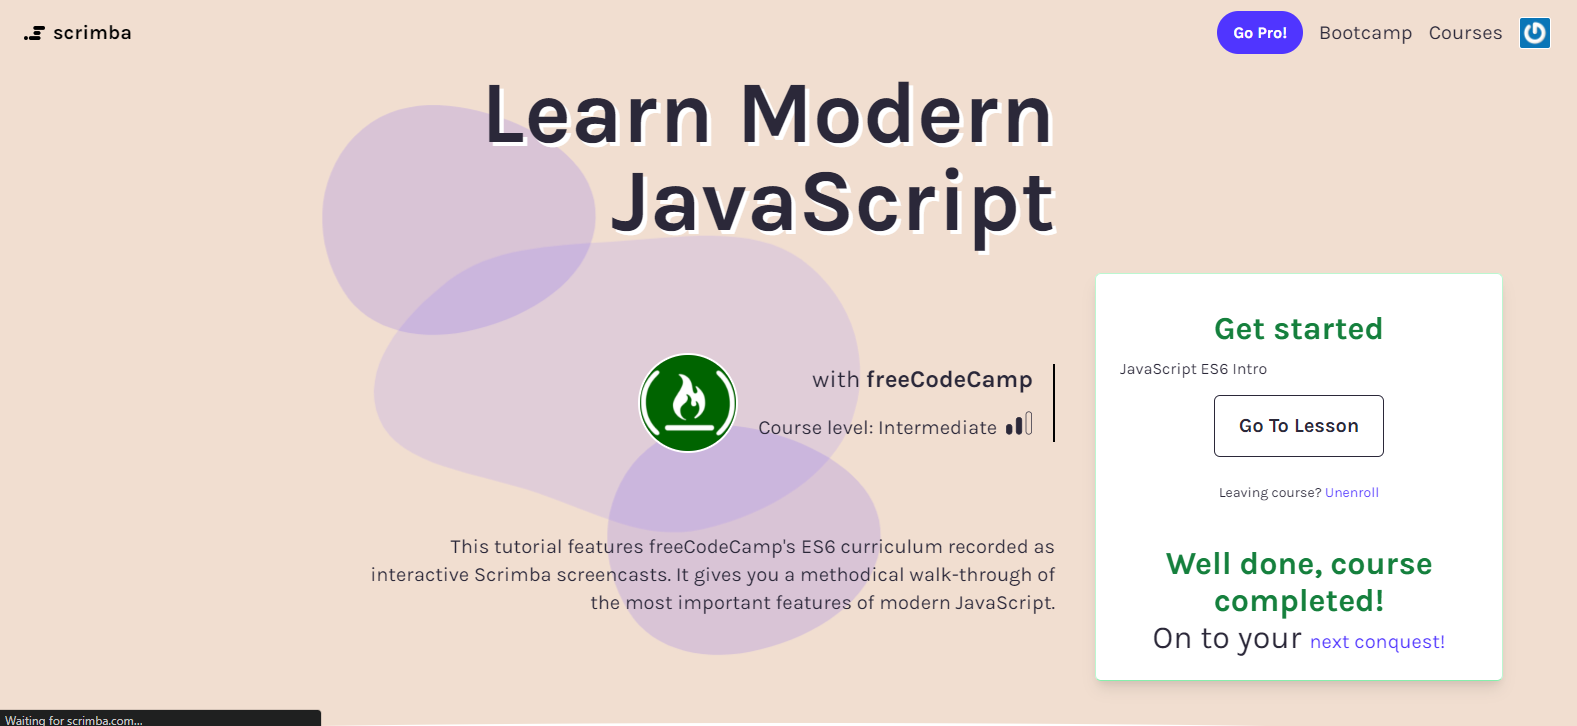 scrimba
Go Pro!
Bootcamp
Courses
Learn Modern
JavaScript
with freeCodeCamp
Course level: Intermediate
This tutorial features freeCodeCamp's ES6 curriculum recorded as
interactive Scrimba screencasts. It gives you a methodical walk-through of
the most important features of modern JavaScript.
Get started
JavaScript ES6 Intro
Go To Lesson
Leaving course? Unenroll
Well done, course
completed!
On to your next conquest!
Waiting for scrimba.com...